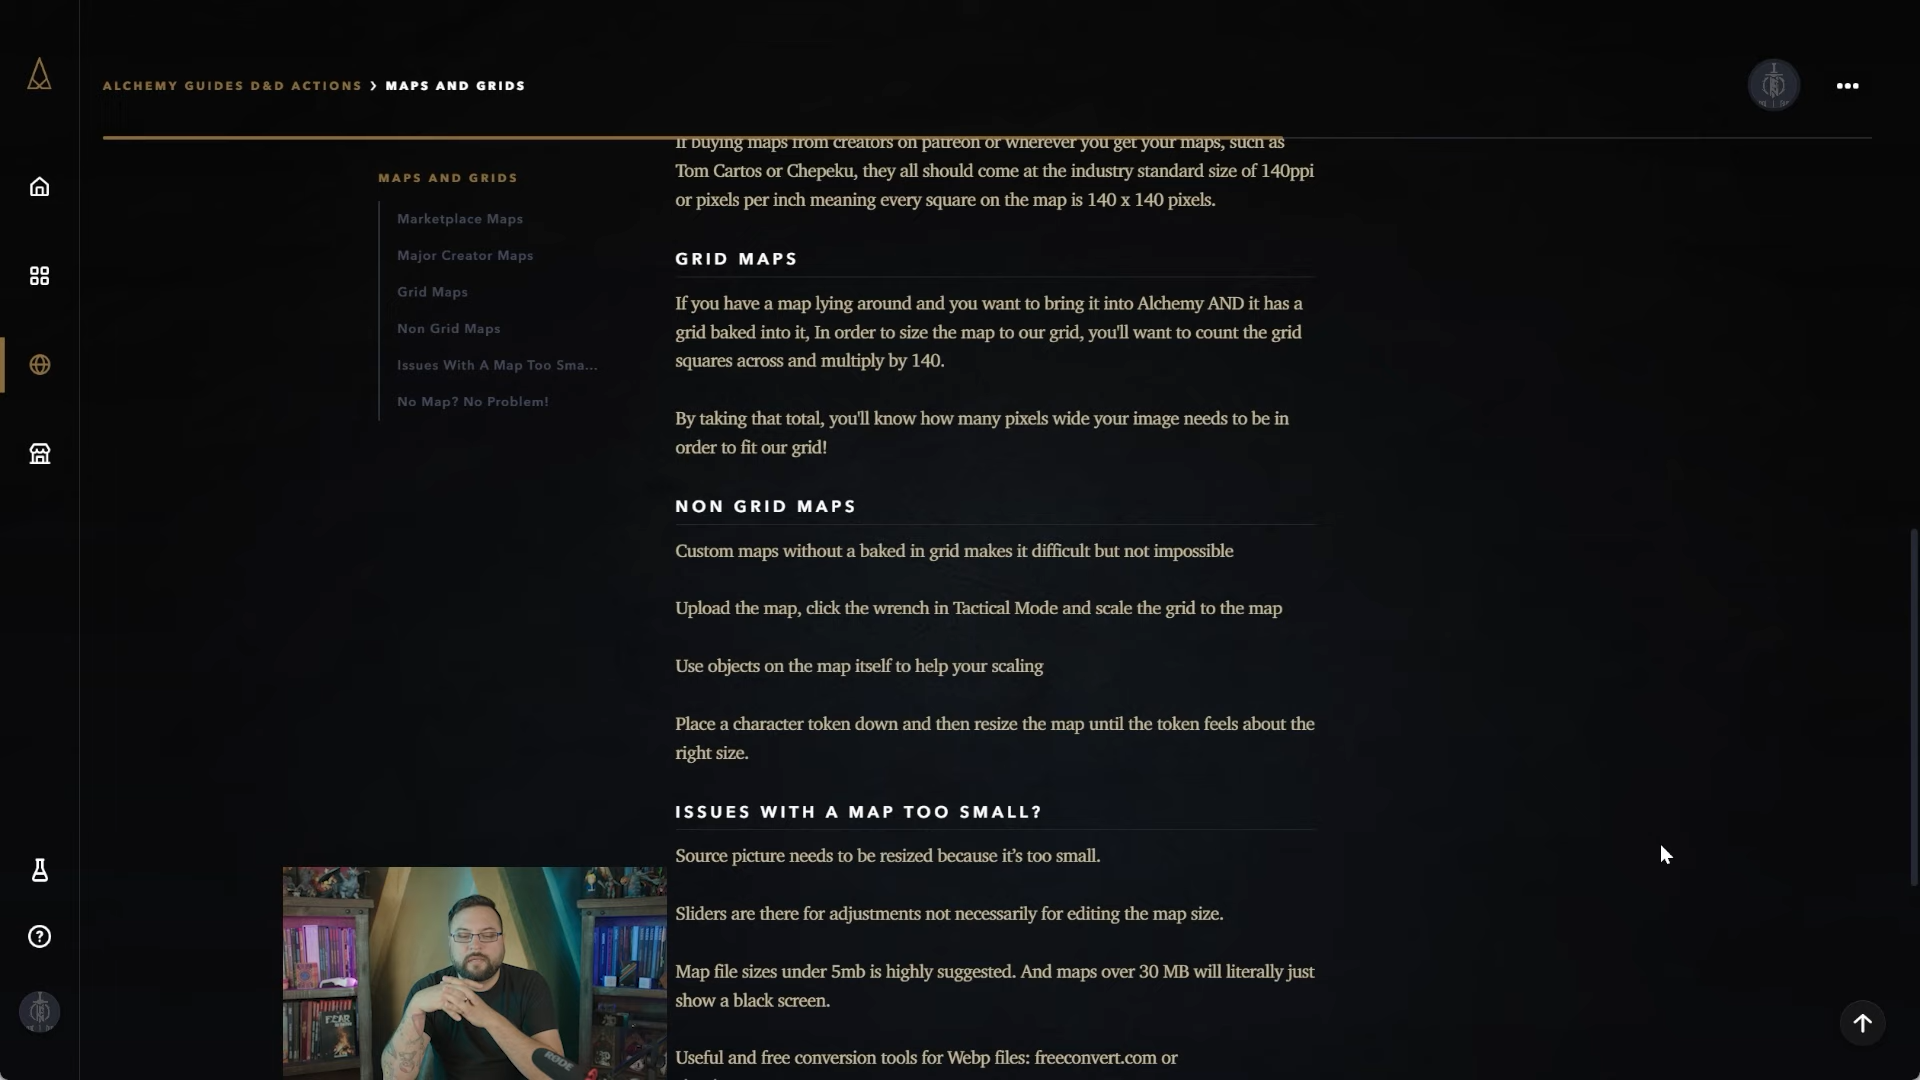 ALCHEMY GUIDES D&D ACTIONS › MAPS AND GRIDS
MAPS AND GRIDS
Marketplace Maps
Major Creator Maps
Grid Maps
Non Grid Maps
Issues With A Map Too Sma...
No Map? No Problem!
If buying maps from creators on patreon or wherever you get your maps, such as
Tom Cartos or Chepeku, they all should come at the industry standard size of 140ppi
or pixels per inch meaning every square on the map is 140 x 140 pixels.
GRID MAPS
If you have a map lying around and you want to bring it into Alchemy AND it has a
grid baked into it, In order to size the map to our grid, you'll want to count the grid
squares across and multiply by 140.
By taking that total, you'll know how many pixels wide your image needs to be in
order to fit our grid!
NON GRID MAPS
Custom maps without a baked in grid makes it difficult but not impossible
Upload the map, click the wrench in Tactical Mode and scale the grid to the map
Use objects on the map itself to help your scaling
Place a character token down and then resize the map until the token feels about the
right size.
ISSUES WITH A MAP TOO SMALL?
Source picture needs to be resized because it’s too small.
Sliders are there for adjustments not necessarily for editing the map size.
Map file sizes under 5mb is highly suggested. And maps over 30 MB will literally just
show a black screen.
Useful and free conversion tools for Webp files: freeconvert.com or
FEAR
RODE